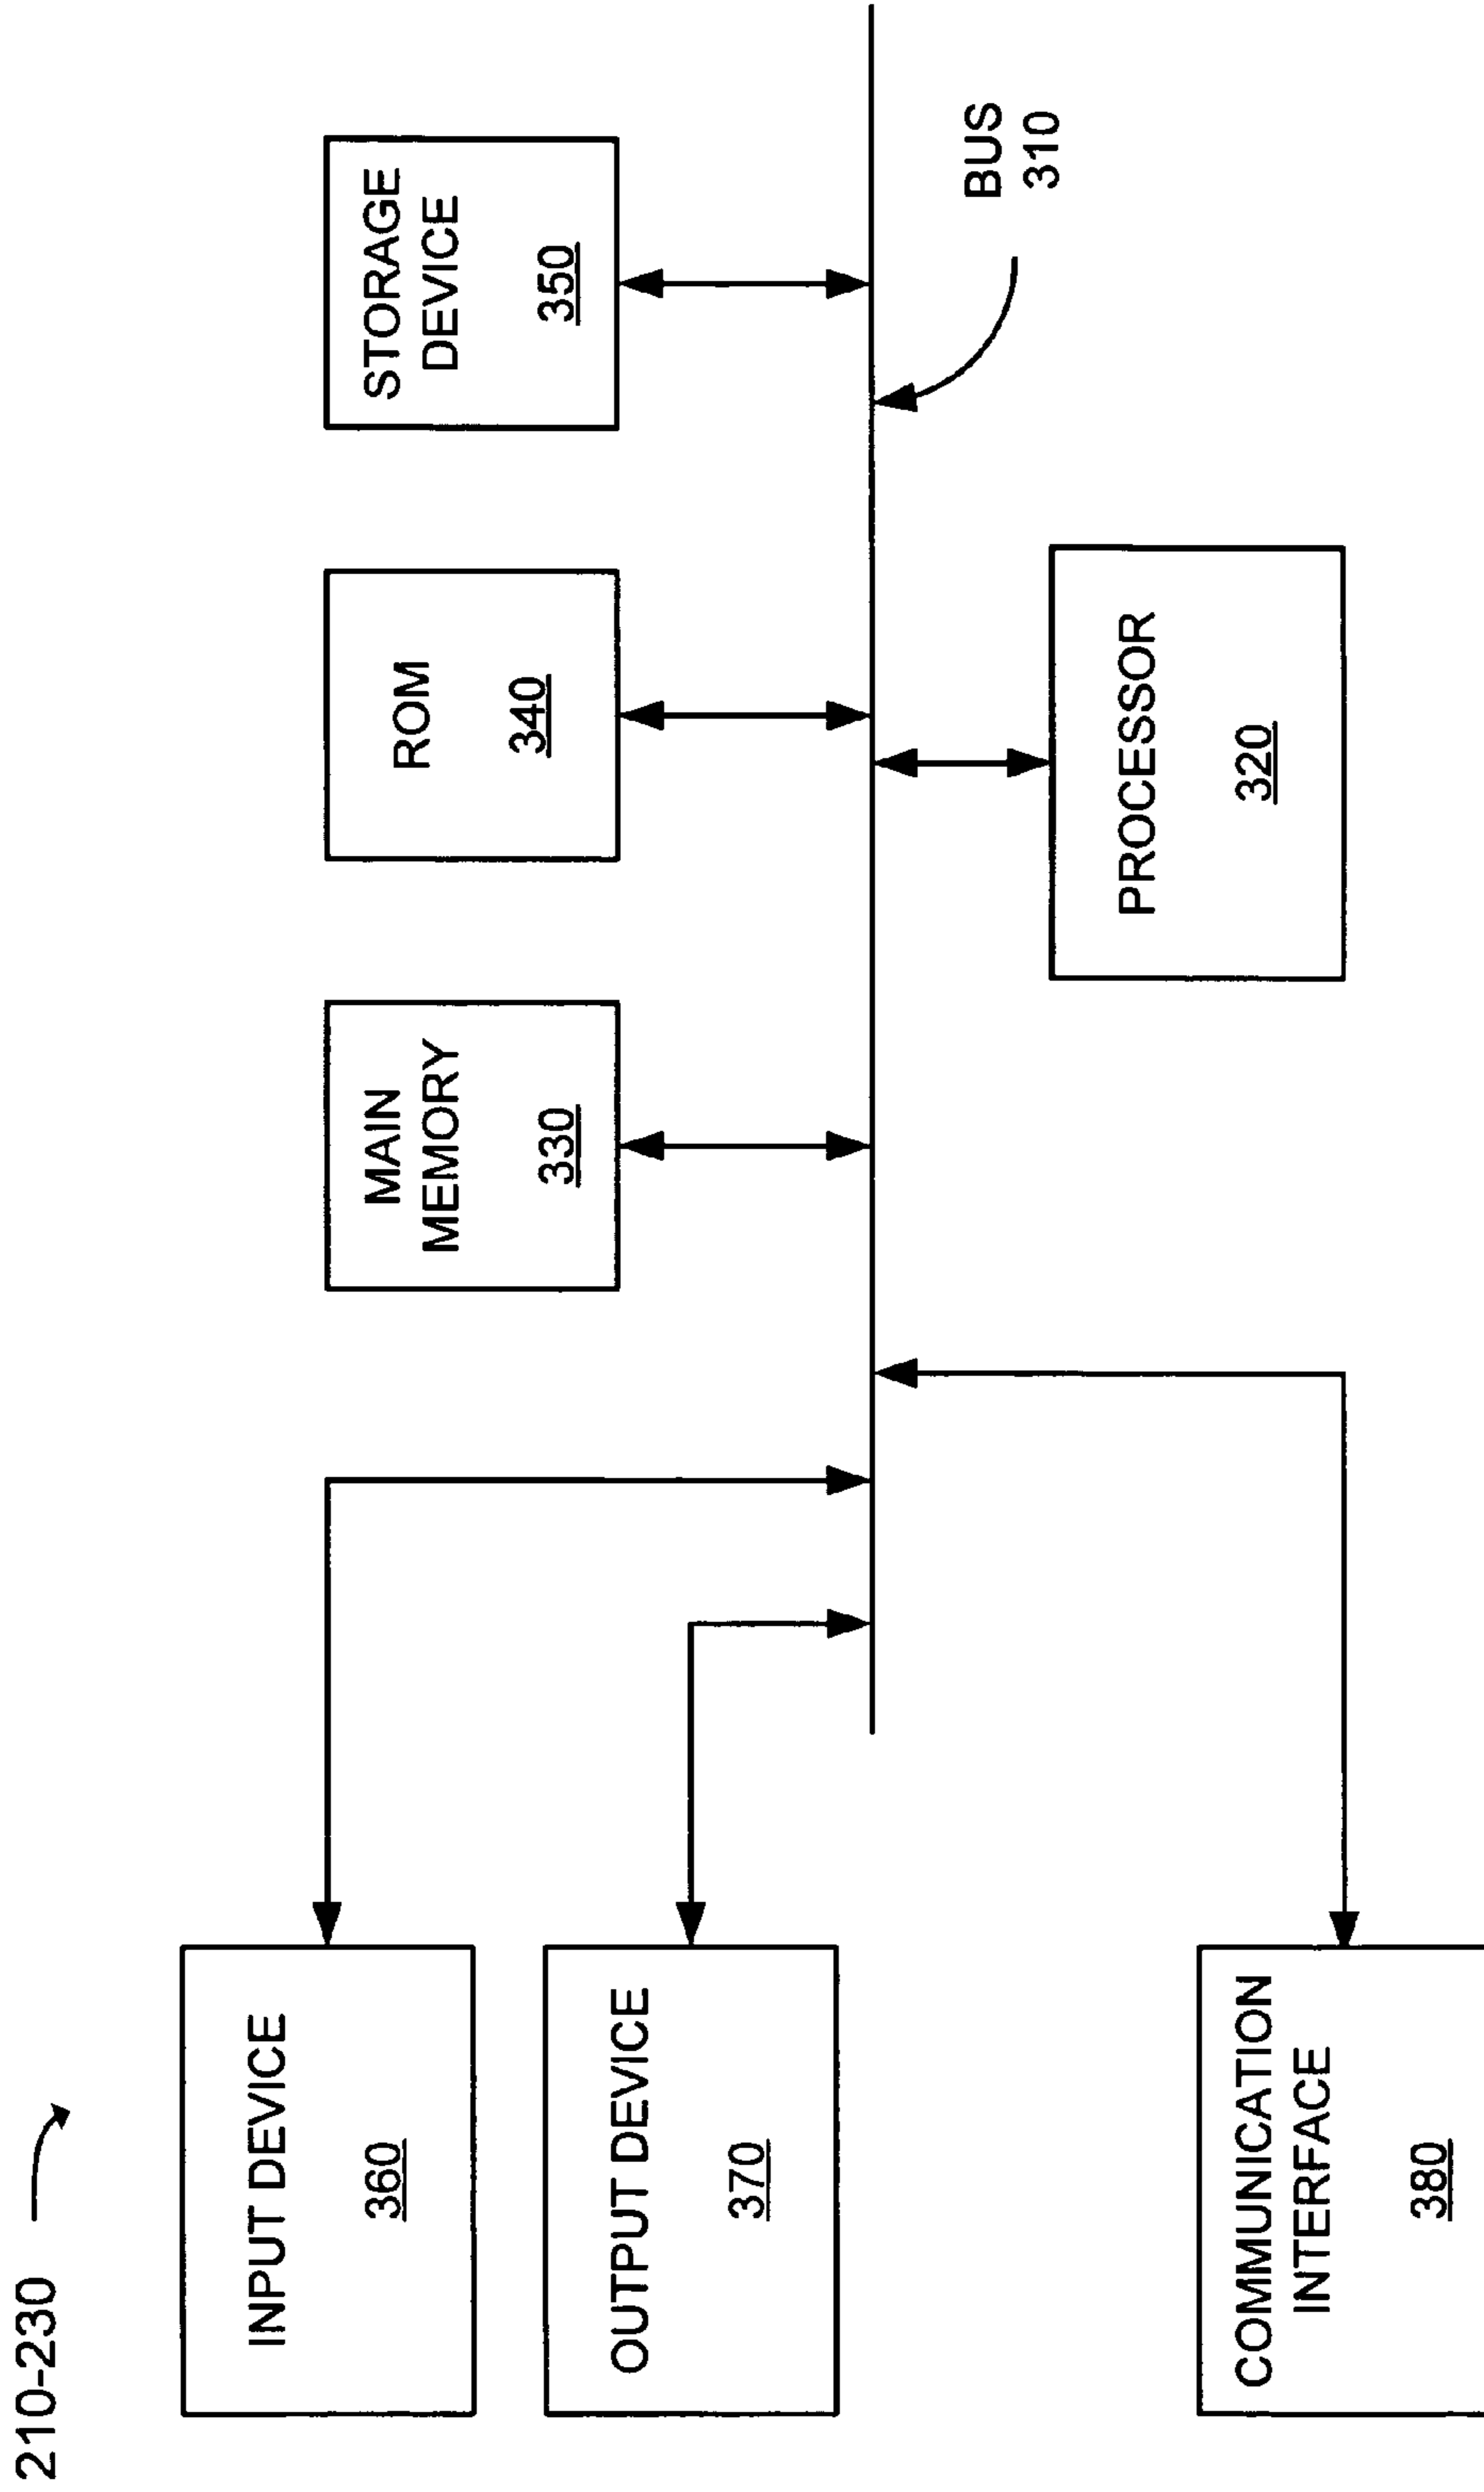 210-230
INPUT DEVICE
360
OUTPUT DEVICE
370
COMMUNICATION
INTERFACE
380
MAIN
MEMORY
330
ROM
340
STORAGE
DEVICE
350
PROCESSOR
320
BUS
310